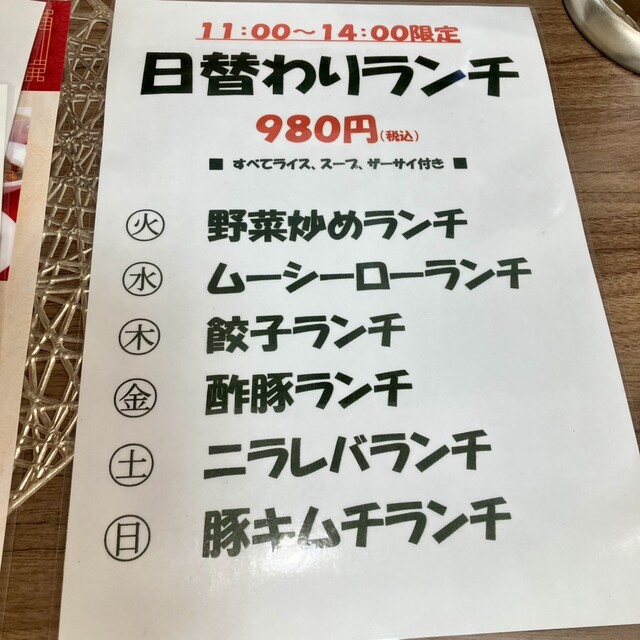 11:00～14:00限定
日替わりランチ
980円(税込)
■ すべてライス、スープ、ザーサイ付き ■
㊋ 野菜炒めランチ
㊌ ムーシーローランチ
㊍ 餃子ランチ
㊎ 酢豚ランチ
㊏ ニラレバランチ
㊐ 豚キムチランチ